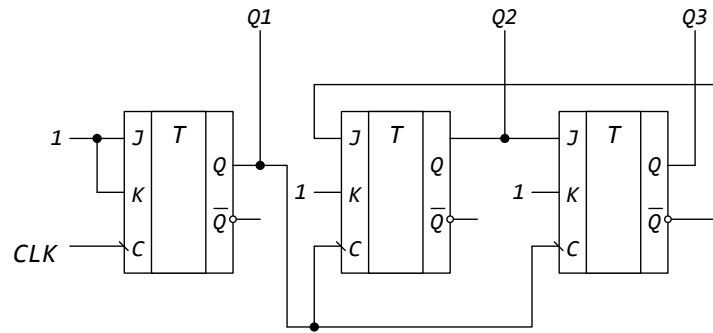 Q1 Q2 Q3
1 J T J T J T
Q Q Q
K 1 K 1 K
Q̅ Q̅ Q̅
CLK C C C